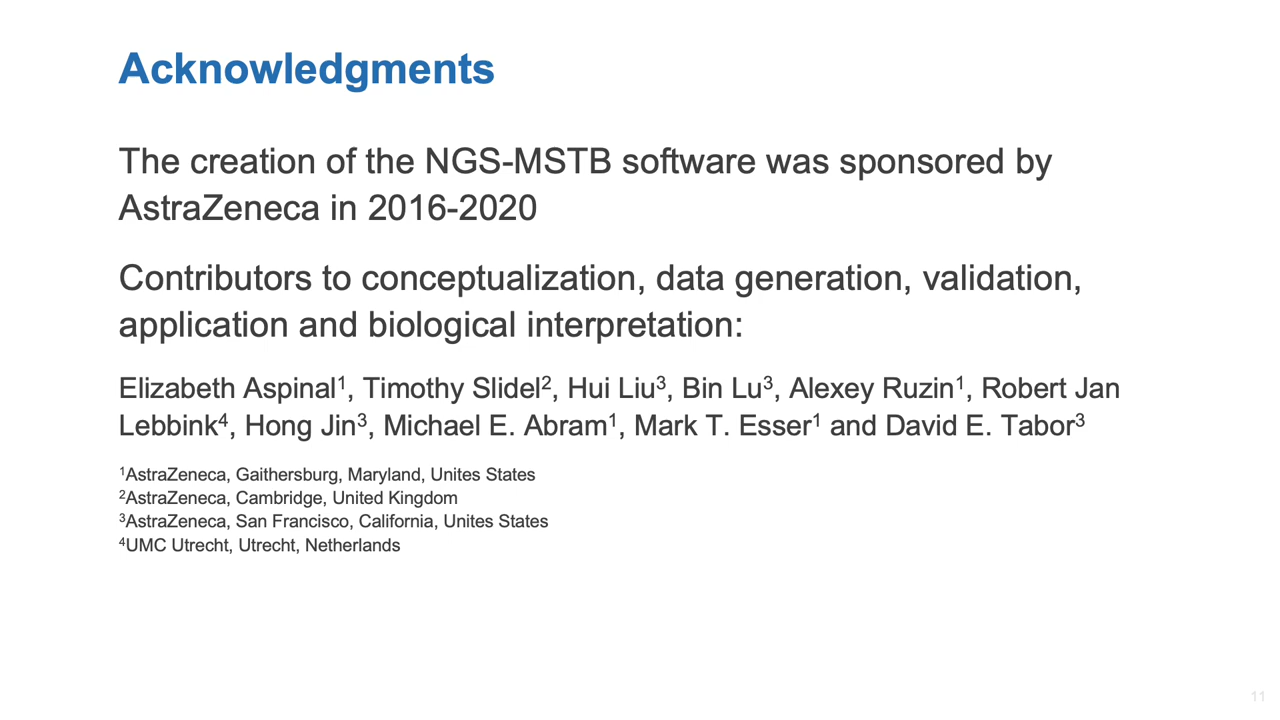 Acknowledgments
The creation of the NGS-MSTB software was sponsored by
AstraZeneca in 2016-2020
Contributors to conceptualization, data generation, validation,
application and biological interpretation:
Elizabeth Aspinal¹, Timothy Slidel², Hui Liu³, Bin Lu³, Alexey Ruzin¹, Robert Jan
Lebbink⁴, Hong Jin³, Michael E. Abram¹, Mark T. Esser¹ and David E. Tabor³
¹AstraZeneca, Gaithersburg, Maryland, Unites States
²AstraZeneca, Cambridge, United Kingdom
³AstraZeneca, San Francisco, California, Unites States
⁴UMC Utrecht, Utrecht, Netherlands
11